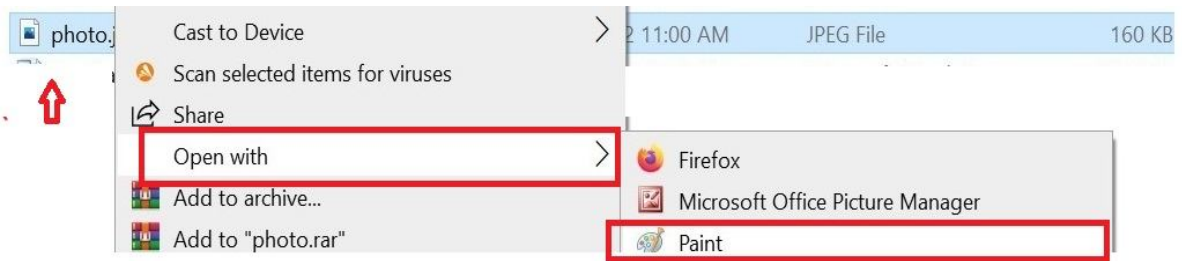 photo.j
Cast to Device
2 11:00 AM
JPEG File
160 KB
Scan selected items for viruses
Share
Open with
Firefox
Add to archive...
Microsoft Office Picture Manager
Add to "photo.rar"
Paint